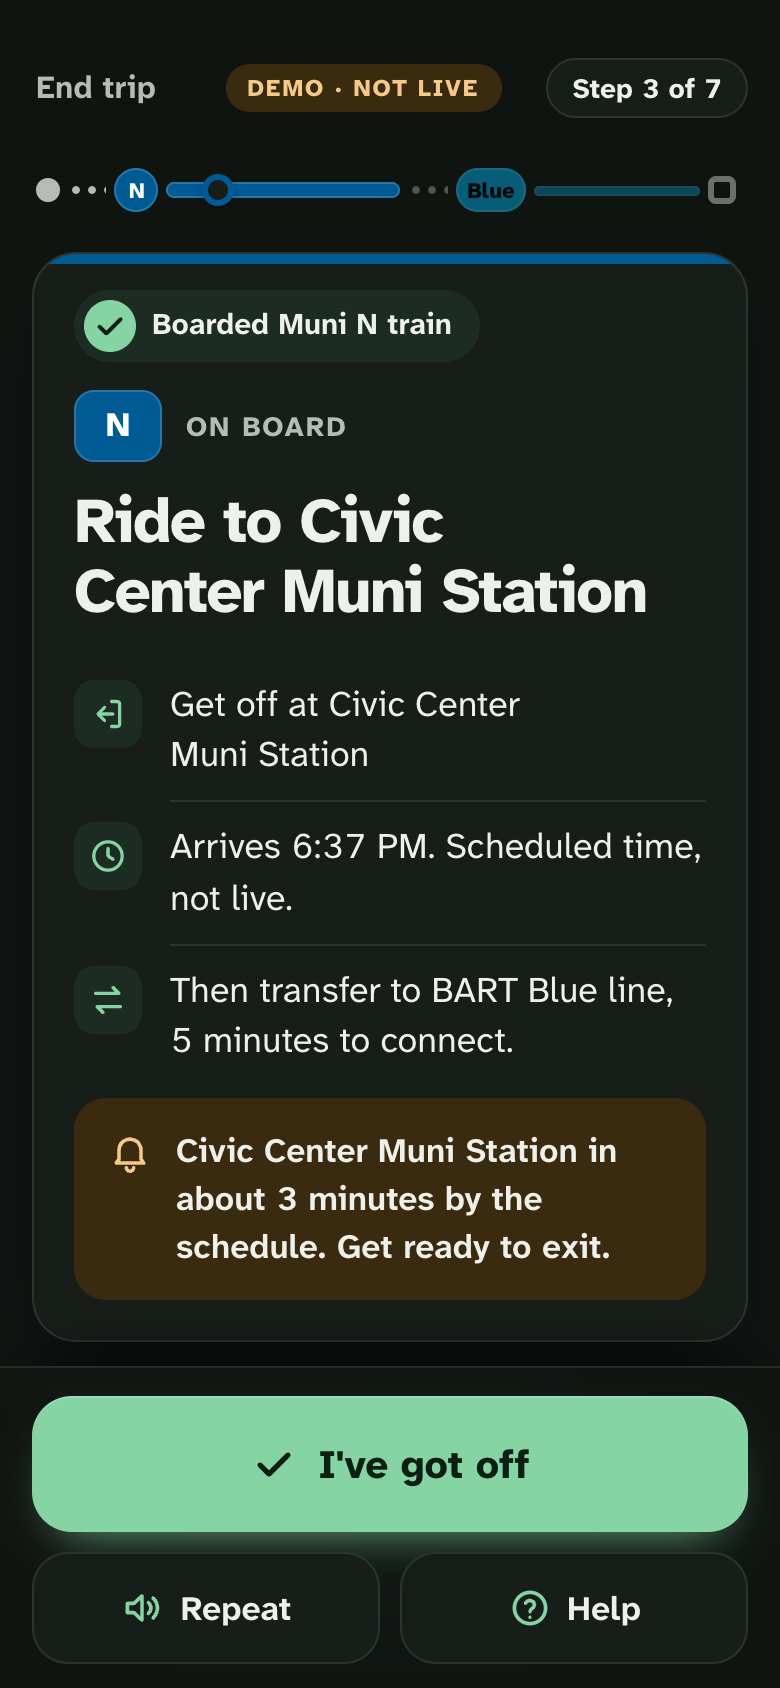 End trip
DEMO · NOT LIVE
Step 3 of 7
N
Blue
Boarded Muni N train
N
ON BOARD
Ride to Civic
Center Muni Station
Get off at Civic Center
Muni Station
Arrives 6:37 PM. Scheduled time,
not live.
Then transfer to BART Blue line,
5 minutes to connect.
Civic Center Muni Station in
about 3 minutes by the
schedule. Get ready to exit.
I've got off
Repeat
Help